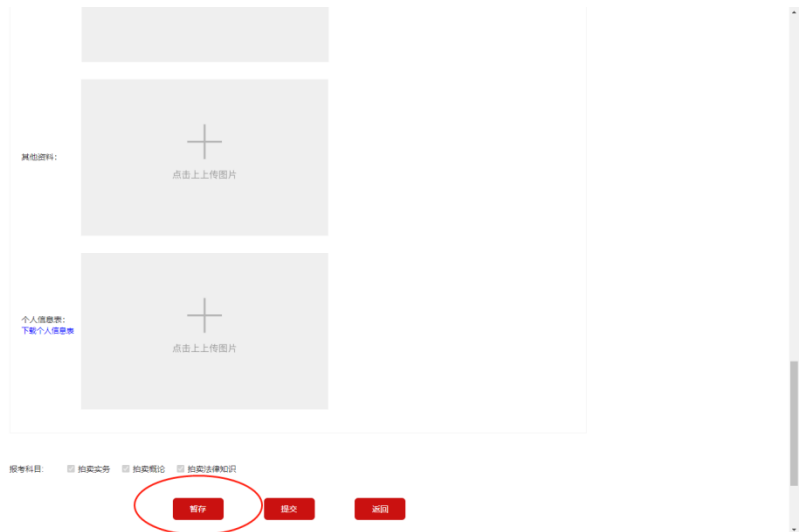 其他资料：
点击上上传图片
个人信息表：
下载个人信息表
点击上上传图片
报考科目: 拍卖实务 拍卖概论 拍卖法律知识
暂存 提交 返回